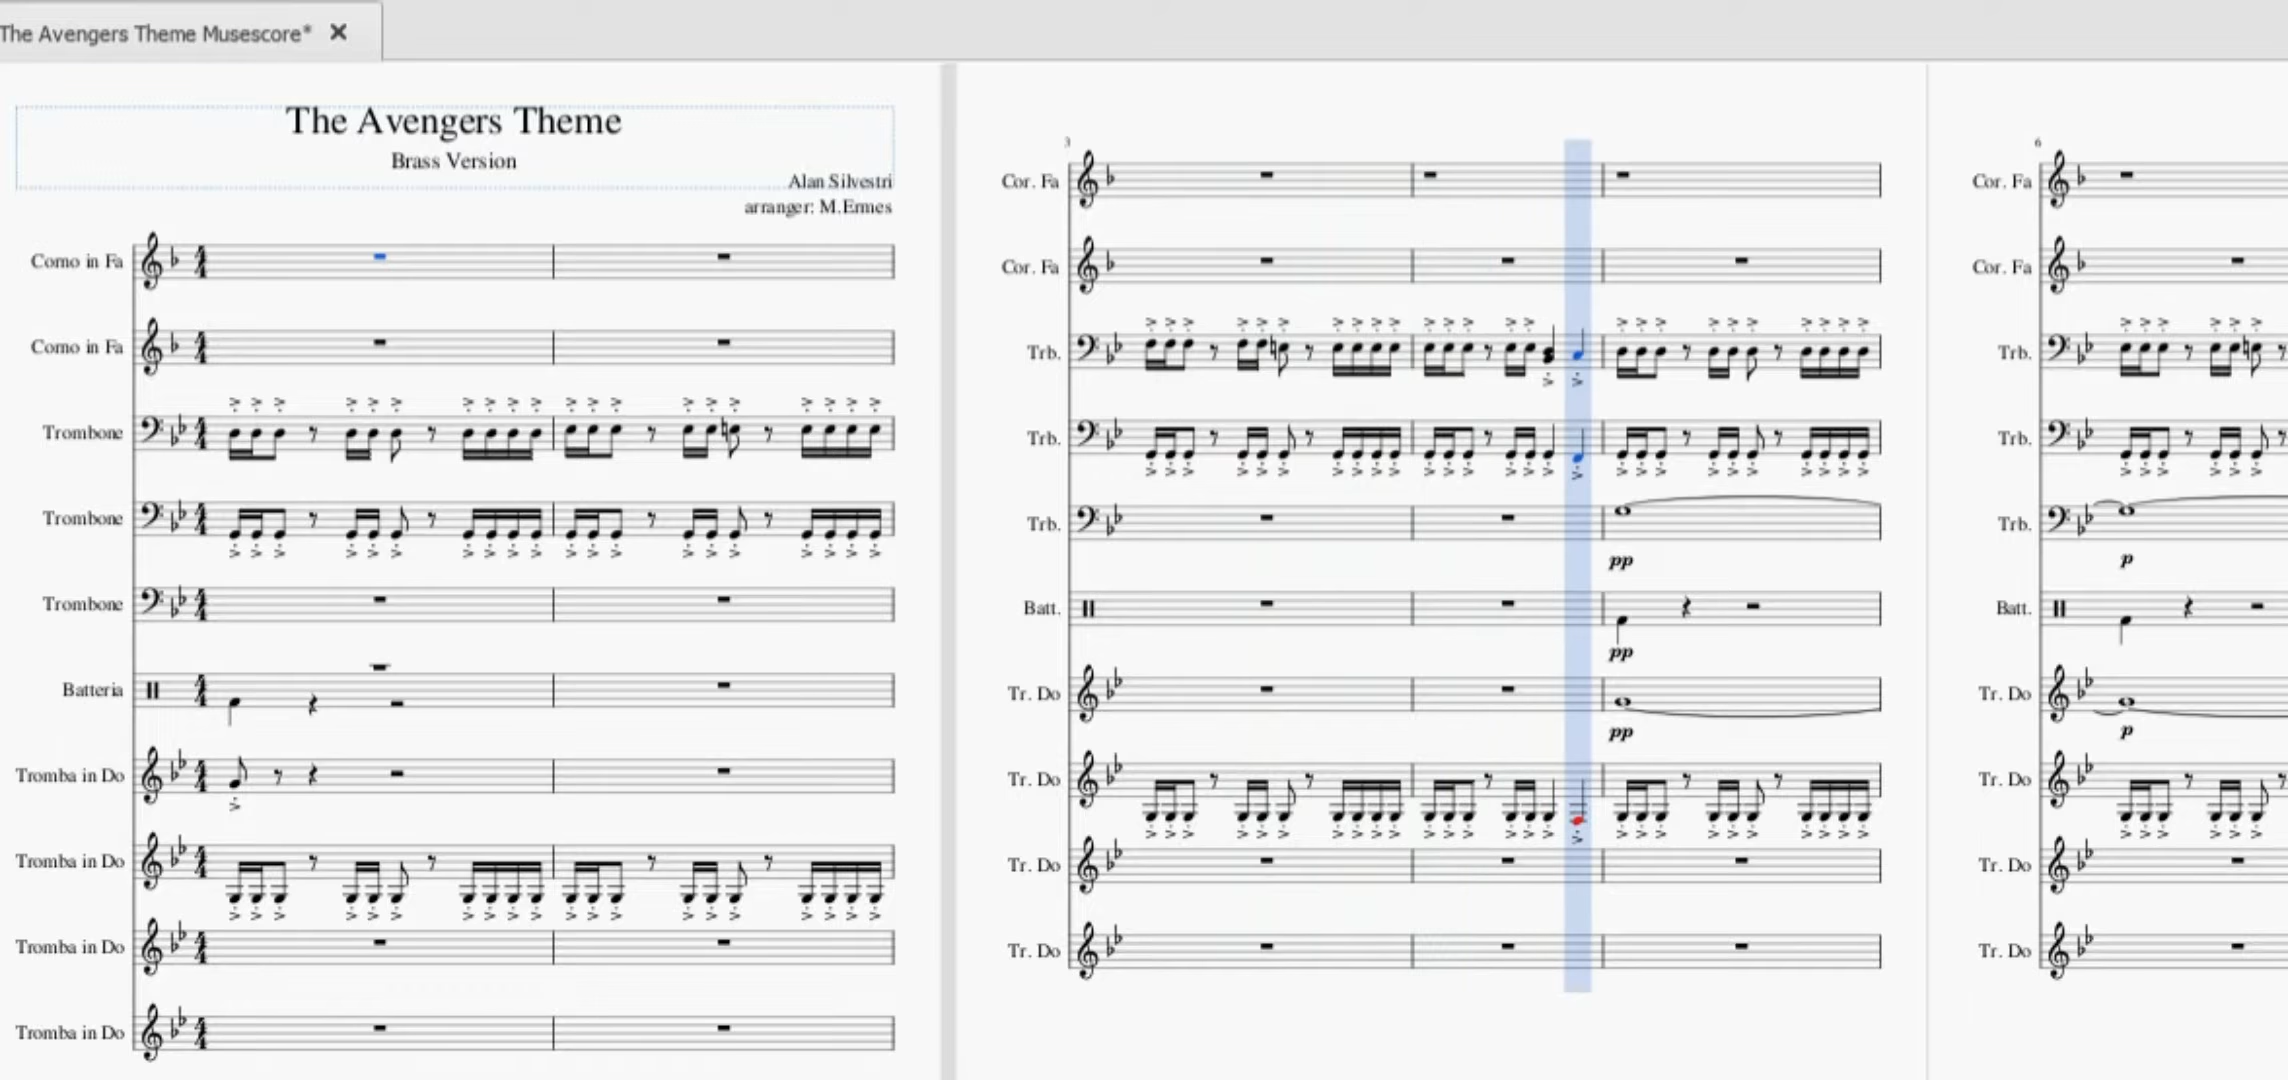 The Avengers Theme Musescore*
The Avengers Theme
Brass Version
Alan Silvestri
arranger: M.Ermes
Corno in Fa
Corno in Fa
Trombone
Trombone
Trombone
Batteria
Tromba in Do
Tromba in Do
Tromba in Do
Tromba in Do
3
Cor. Fa
Cor. Fa
Trb.
Trb.
Trb.
pp
Batt.
pp
Tr. Do
pp
Tr. Do
Tr. Do
Tr. Do
6
Cor. Fa
Cor. Fa
Trb.
Trb.
Trb.
p
Batt.
Tr. Do
p
Tr. Do
Tr. Do
Tr. Do